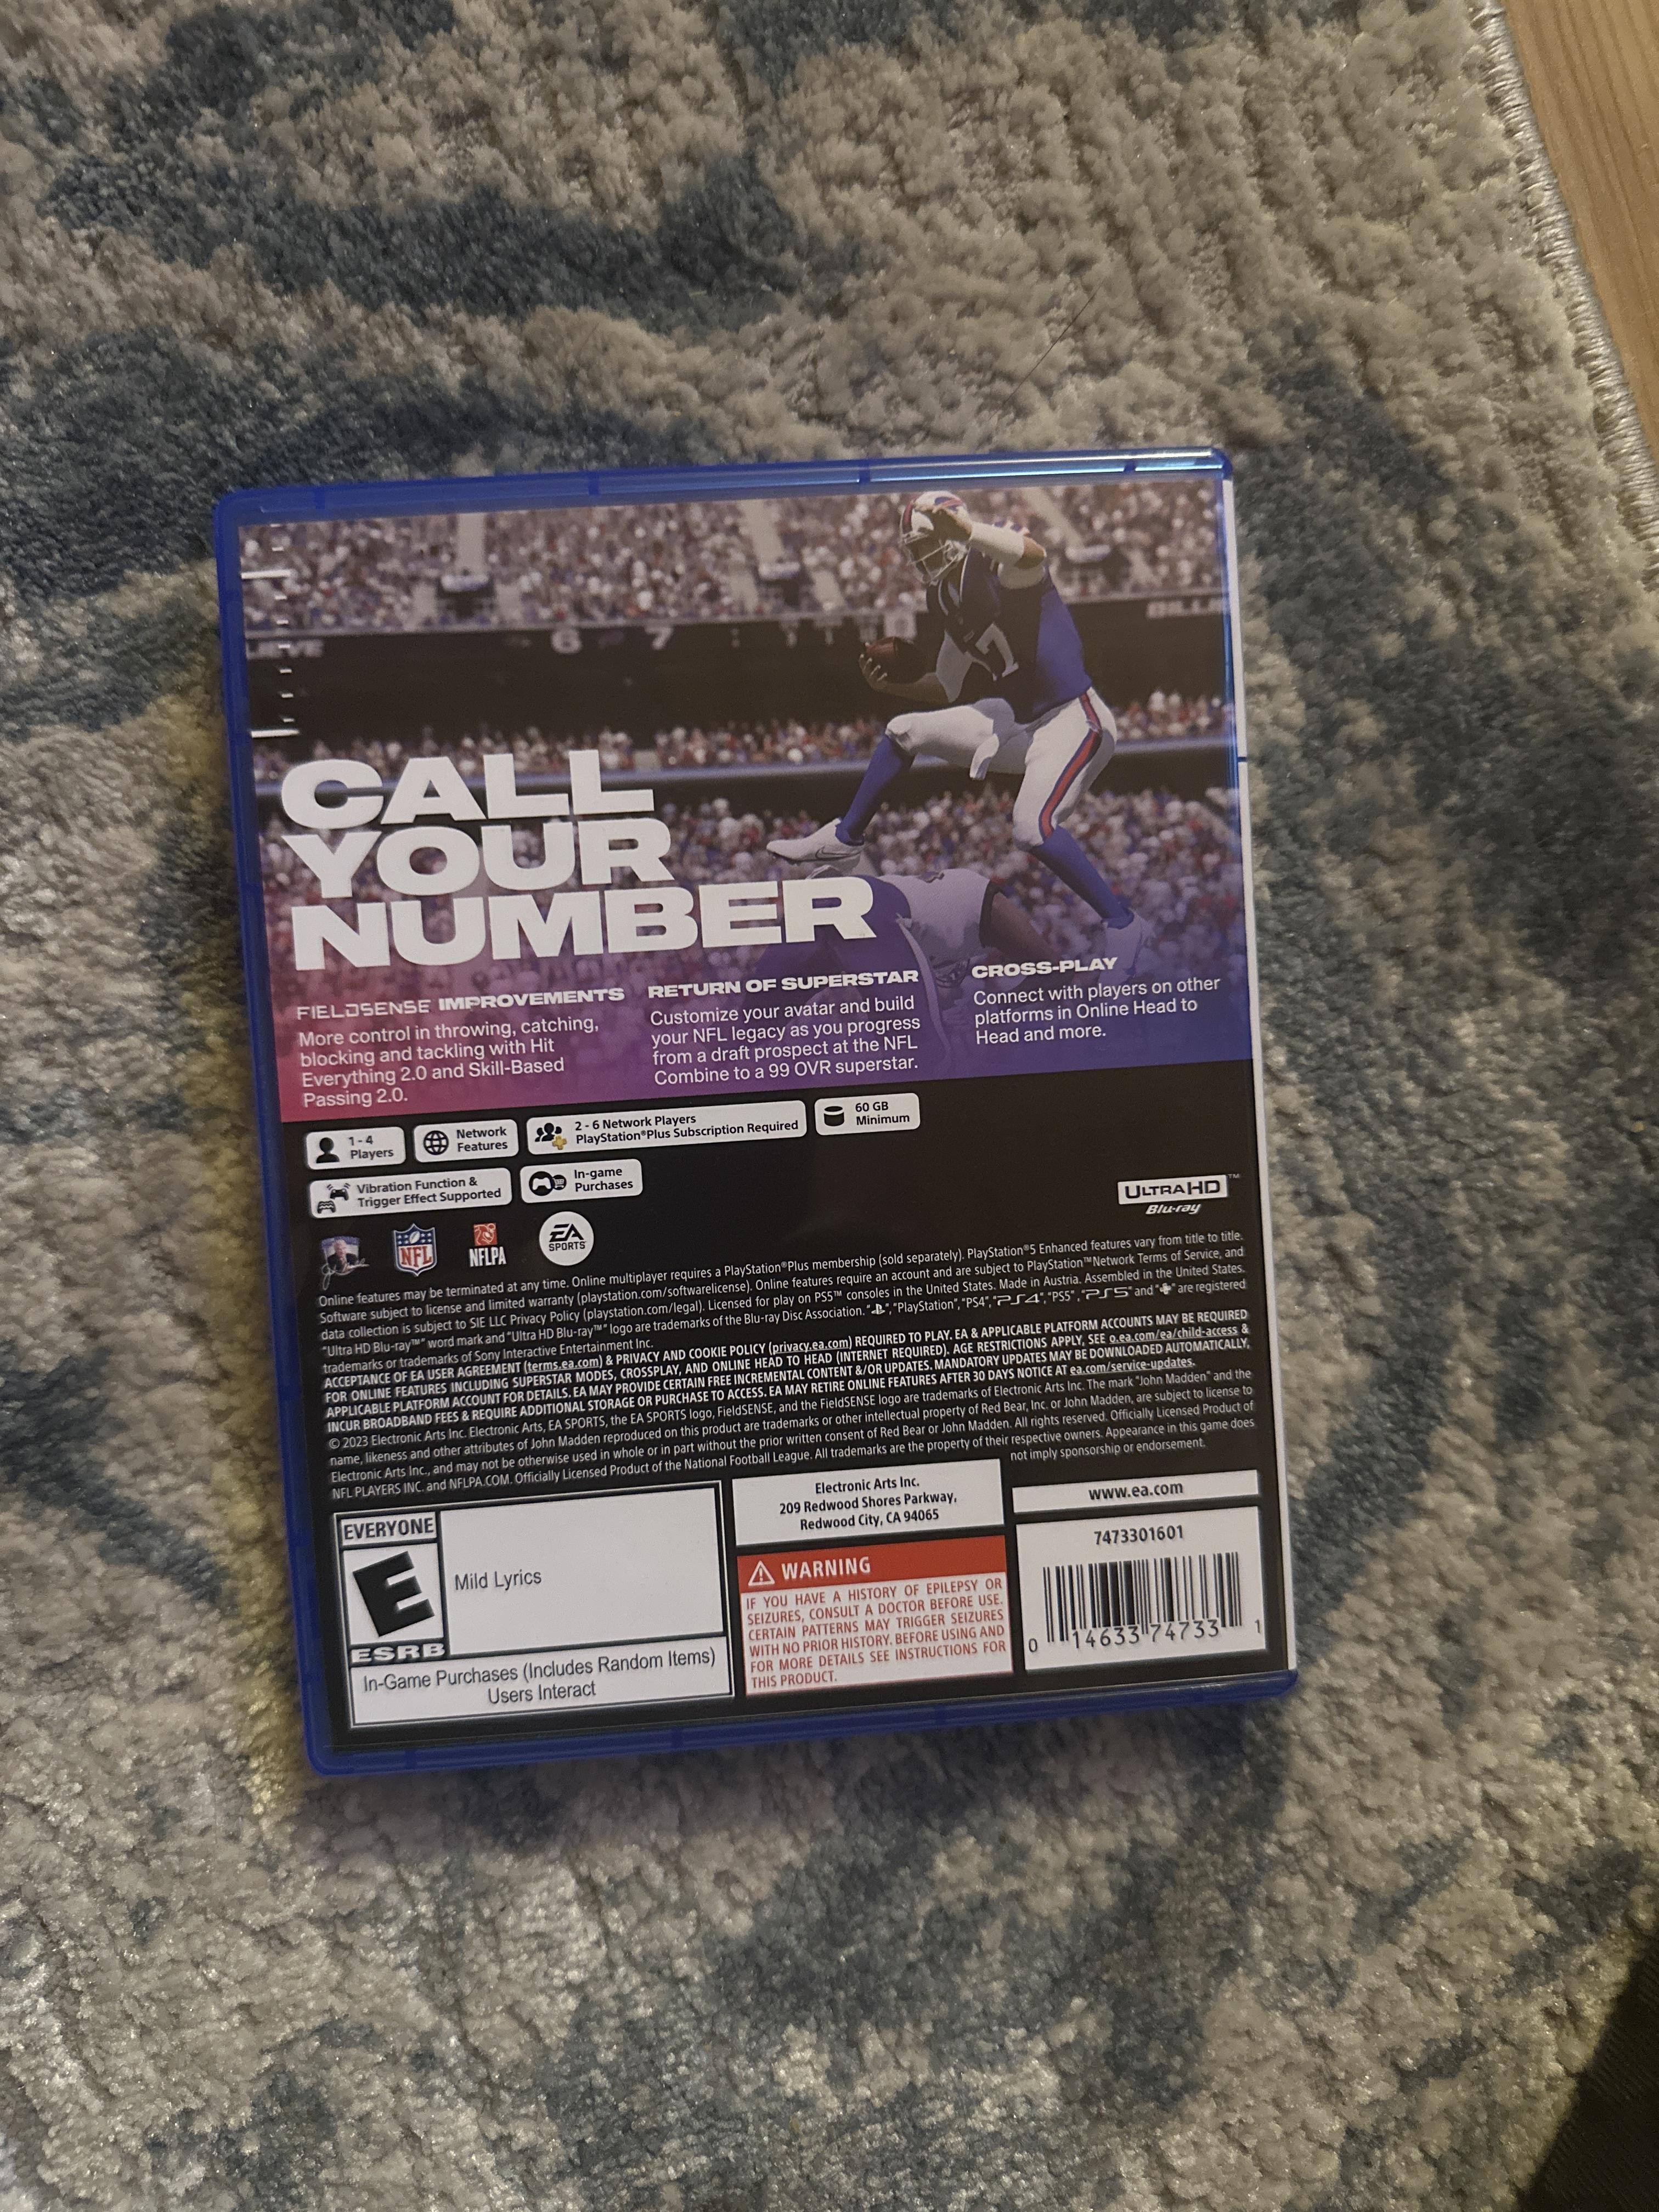 LIEVE
6 7
BILLS
17
CALL
YOUR
NUMBER
FIELDSENSE IMPROVEMENTS
More control in throwing, catching,
blocking and tackling with Hit
Everything 2.0 and Skill-Based
Passing 2.0.
RETURN OF SUPERSTAR
Customize your avatar and build
your NFL legacy as you progress
from a draft prospect at the NFL
Combine to a 99 OVR superstar.
CROSS-PLAY
Connect with players on other
platforms in Online Head to
Head and more.
1 - 4
Players
Network
Features
2 - 6 Network Players
PlayStation®Plus Subscription Required
60 GB
Minimum
Vibration Function &
Trigger Effect Supported
In-game
Purchases
ULTRA HD™
Blu-ray
NFL
NFLPA
EA
SPORTS™
Online features may be terminated at any time. Online multiplayer requires a PlayStation®Plus membership (sold separately). PlayStation®5 Enhanced features vary from title to title.
Software subject to license and limited warranty (playstation.com/softwarelicense). Online features require an account and are subject to PlayStation™Network Terms of Service, and
data collection is subject to SIE LLC Privacy Policy (playstation.com/legal). Licensed for play on PS5™ consoles in the United States. Made in Austria. Assembled in the United States.
"Ultra HD Blu-ray™" word mark and "Ultra HD Blu-ray™" logo are trademarks of the Blu-ray Disc Association. "PlayStation", "PS4", "PS4", "PS5", "PS5" and are registered
trademarks or trademarks of Sony Interactive Entertainment Inc.
ACCEPTANCE OF EA USER AGREEMENT (terms.ea.com) & PRIVACY AND COOKIE POLICY (privacy.ea.com) REQUIRED TO PLAY. EA & APPLICABLE PLATFORM ACCOUNTS MAY BE REQUIRED
FOR ONLINE FEATURES INCLUDING SUPERSTAR MODES, CROSSPLAY, AND ONLINE HEAD TO HEAD (INTERNET REQUIRED). AGE RESTRICTIONS APPLY, SEE o.ea.com/ea/child-access &
APPLICABLE PLATFORM ACCOUNT FOR DETAILS. EA MAY PROVIDE CERTAIN FREE INCREMENTAL CONTENT &/OR UPDATES. MANDATORY UPDATES MAY BE DOWNLOADED AUTOMATICALLY,
INCUR BROADBAND FEES & REQUIRE ADDITIONAL STORAGE OR PURCHASE TO ACCESS. EA MAY RETIRE ONLINE FEATURES AFTER 30 DAYS NOTICE AT ea.com/service-updates.
© 2023 Electronic Arts Inc. Electronic Arts, EA SPORTS, the EA SPORTS logo, FieldSENSE, and the FieldSENSE logo are trademarks of Electronic Arts Inc. The mark "John Madden" and the
name, likeness and other attributes of John Madden reproduced on this product are trademarks or other intellectual property of Red Bear, Inc. or John Madden, are subject to license to
Electronic Arts Inc., and may not be otherwise used in whole or in part without the prior written consent of Red Bear or John Madden. All rights reserved. Officially Licensed Product of
NFL PLAYERS INC. and NFLPA.COM. Officially Licensed Product of the National Football League. All trademarks are the property of their respective owners. Appearance in this game does
not imply sponsorship or endorsement.
EVERYONE
E
ESRB
Mild Lyrics
In-Game Purchases (Includes Random Items)
Users Interact
Electronic Arts Inc.
209 Redwood Shores Parkway,
Redwood City, CA 94065
WARNING
IF YOU HAVE A HISTORY OF EPILEPSY OR
SEIZURES, CONSULT A DOCTOR BEFORE USE.
CERTAIN PATTERNS MAY TRIGGER SEIZURES
WITH NO PRIOR HISTORY. BEFORE USING AND
FOR MORE DETAILS SEE INSTRUCTIONS FOR
THIS PRODUCT.
www.ea.com
7473301601
0 14633 74733 1